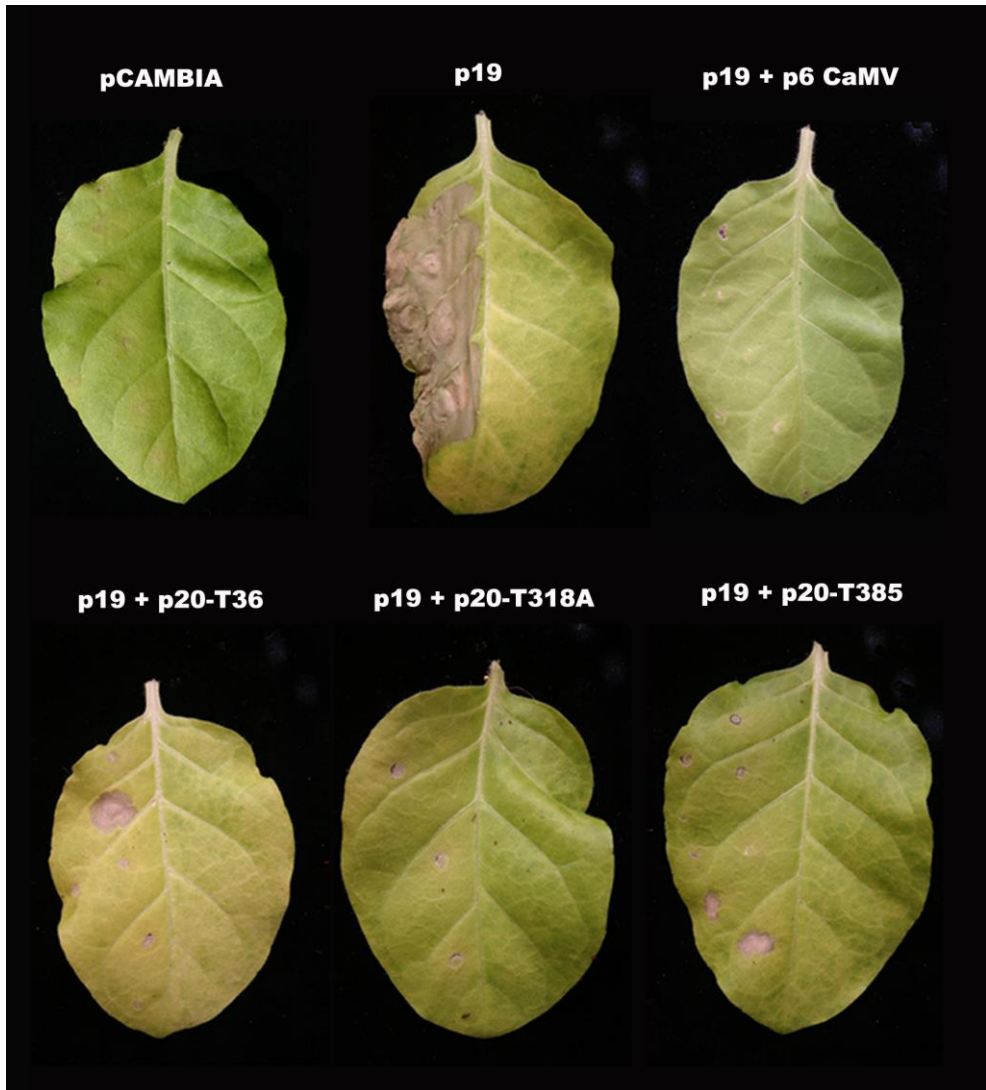 pCAMBIA
p19
p19 + p6 CaMV
p19 + p20-T36
p19 + p20-T318A
p19 + p20-T385